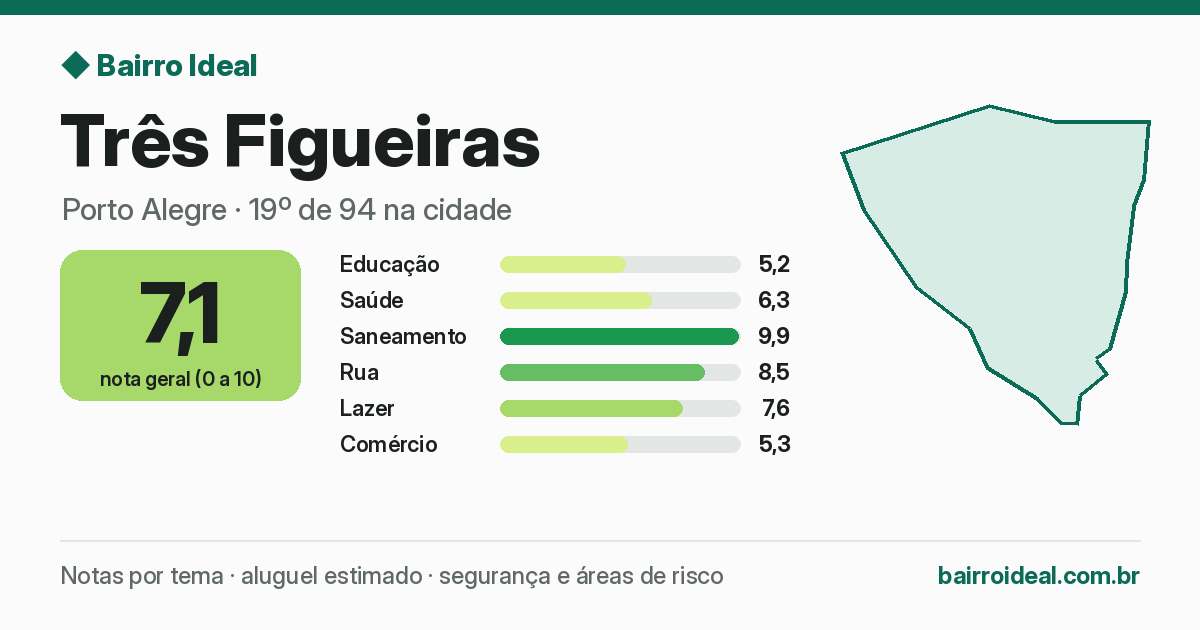 Bairro Ideal
Três Figueiras
Porto Alegre · 19º de 94 na cidade
7,1
nota geral (0 a 10)
Educação 5,2
Saúde 6,3
Saneamento 9,9
Rua 8,5
Lazer 7,6
Comércio 5,3
Notas por tema · aluguel estimado · segurança e áreas de risco
bairroideal.com.br